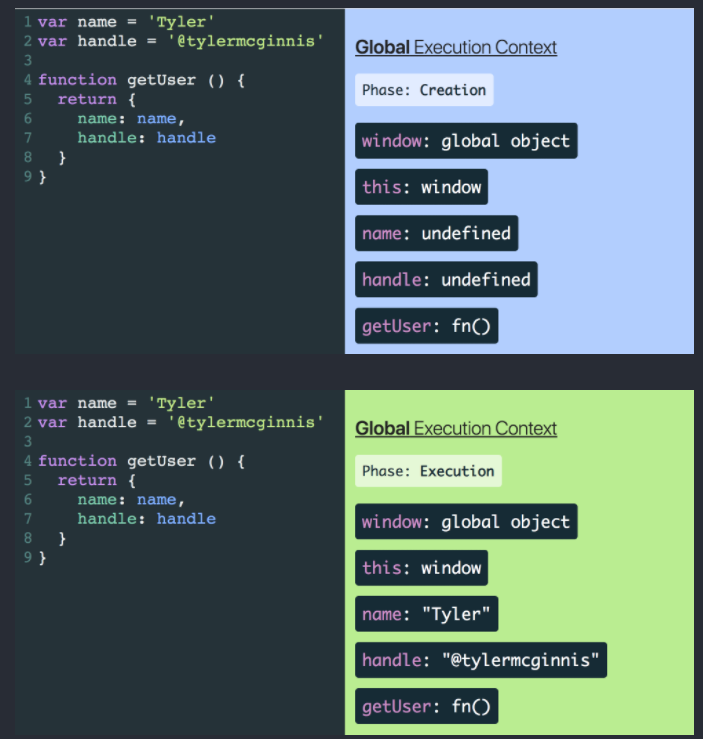 1 var name = 'Tyler'
2 var handle = '@tylermcginnis'
3
4 function getUser () {
5   return {
6     name: name,
7     handle: handle
8   }
9 }
Global Execution Context
Phase: Creation
window: global object
this: window
name: undefined
handle: undefined
getUser: fn()
1 var name = 'Tyler'
2 var handle = '@tylermcginnis'
3
4 function getUser () {
5   return {
6     name: name,
7     handle: handle
8   }
9 }
Global Execution Context
Phase: Execution
window: global object
this: window
name: "Tyler"
handle: "@tylermcginnis"
getUser: fn()